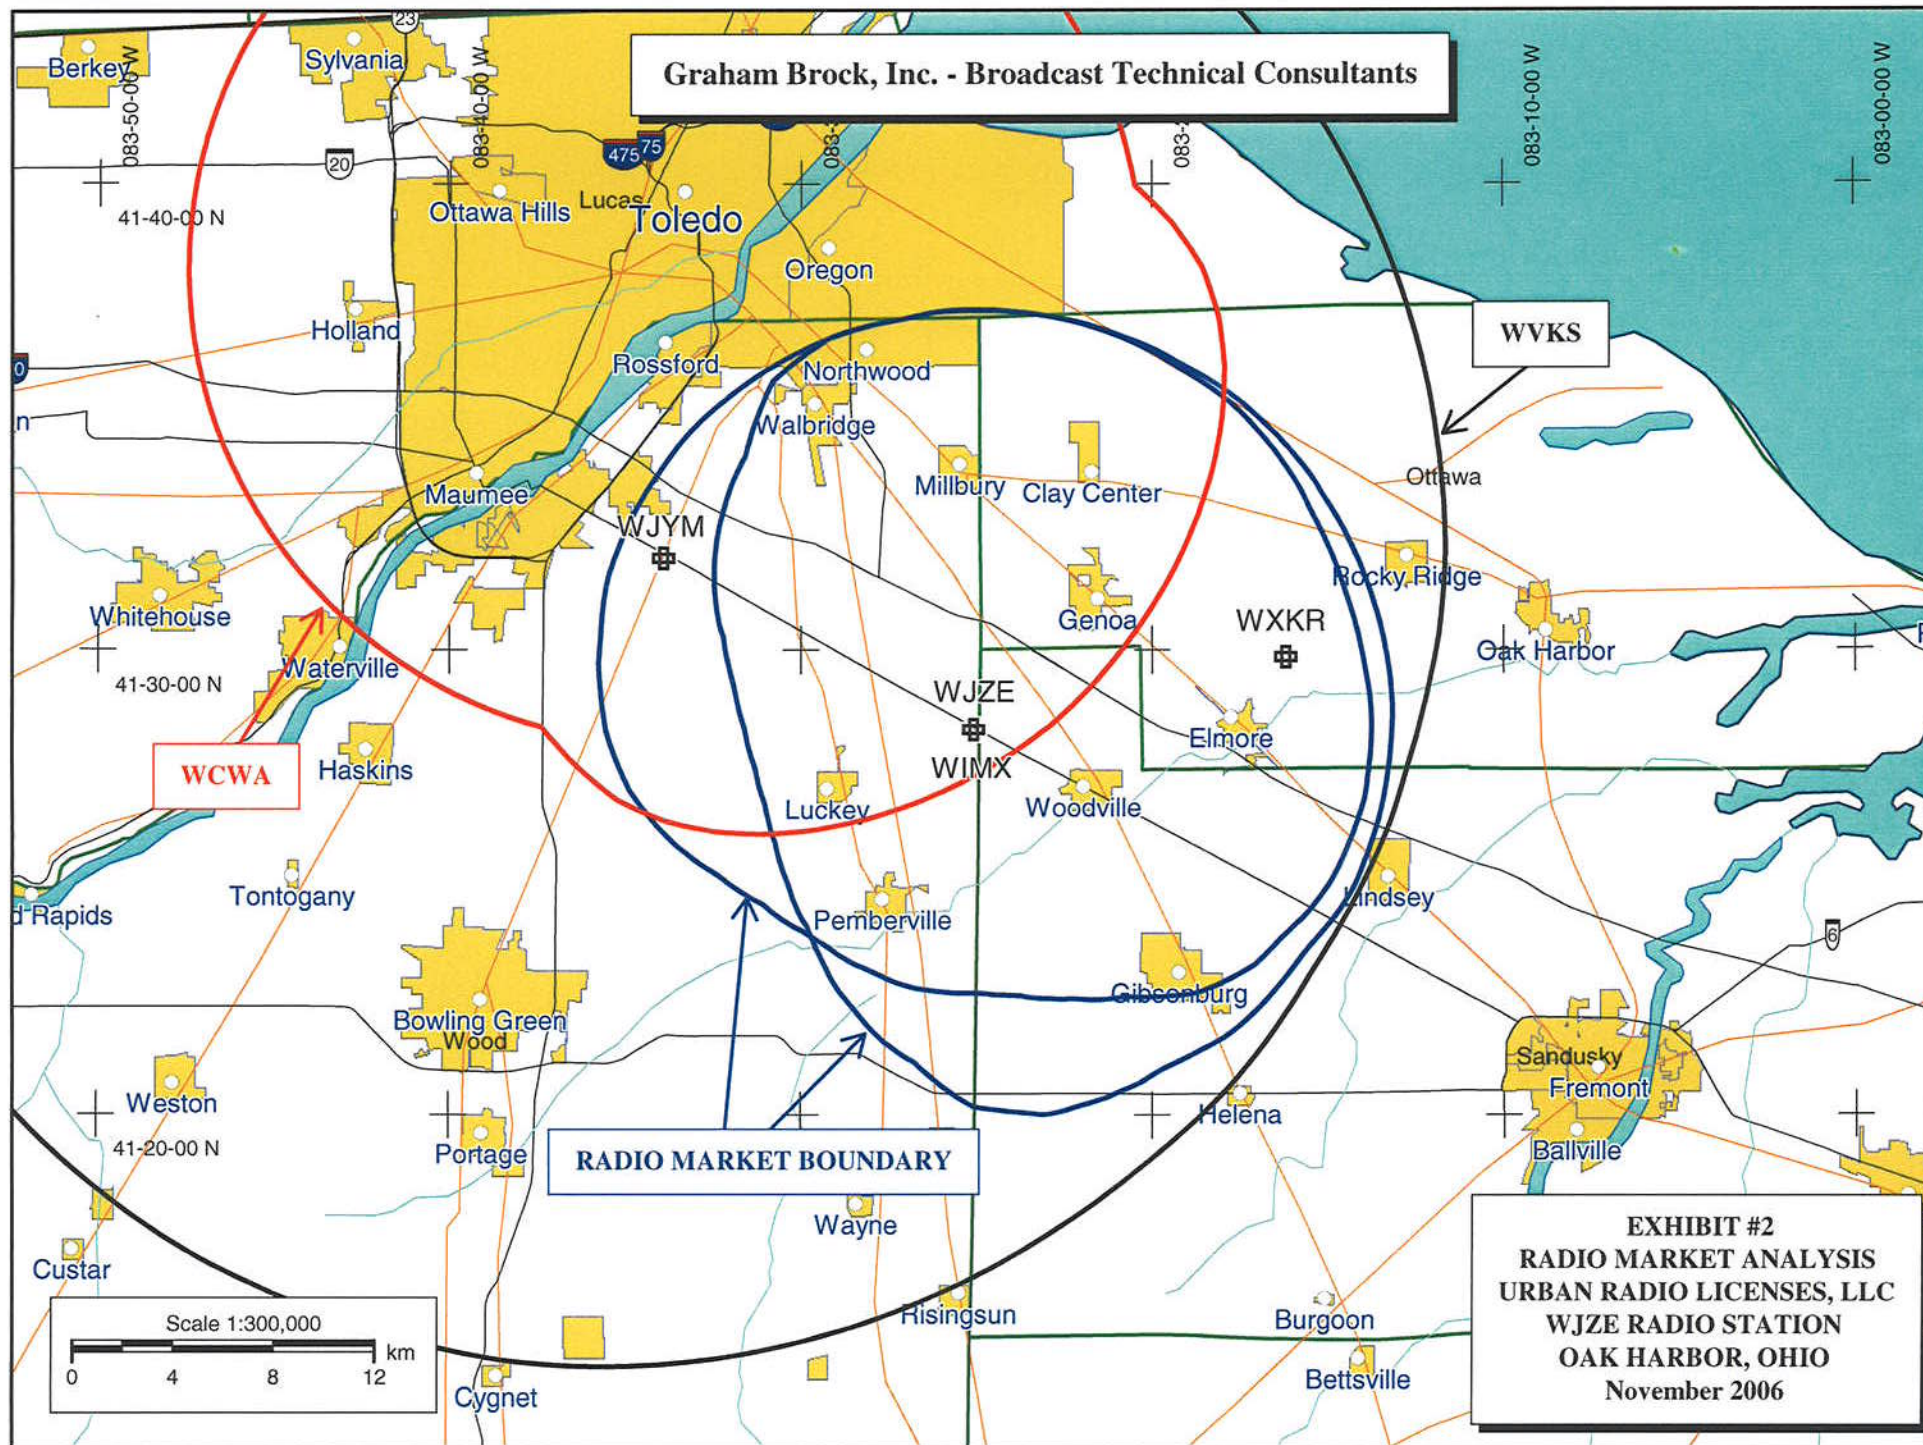 23
Berkey
Sylvania
083-50-00 W
083-40-00 W
083-10-00 W
083-00-00 W
Graham Brock, Inc. - Broadcast Technical Consultants
475
75
20
41-40-00 N
Ottawa Hills
Lucas
Toledo
Oregon
Holland
Rossford
Northwood
WVKS
0
n
Walbridge
Maumee
Millbury
Clay Center
Ottawa
WJYM
Whitehouse
Genoa
Rocky Ridge
WXKR
Oak Harbor
Waterville
41-30-00 N
WJZE
Elmore
WCWA
Haskins
WIMX
Luckey
Woodville
Tontogany
d Rapids
Pemberville
Lindsey
6
Gibsonburg
Bowling Green
Wood
Sandusky
Fremont
Weston
Helena
41-20-00 N
Portage
RADIO MARKET BOUNDARY
Ballville
Wayne
Custar
EXHIBIT #2
RADIO MARKET ANALYSIS
URBAN RADIO LICENSES, LLC
WJZE RADIO STATION
OAK HARBOR, OHIO
November 2006
Risingsun
Burgoon
Scale 1:300,000
km
0 4 8 12
Cygnet
Bettsville